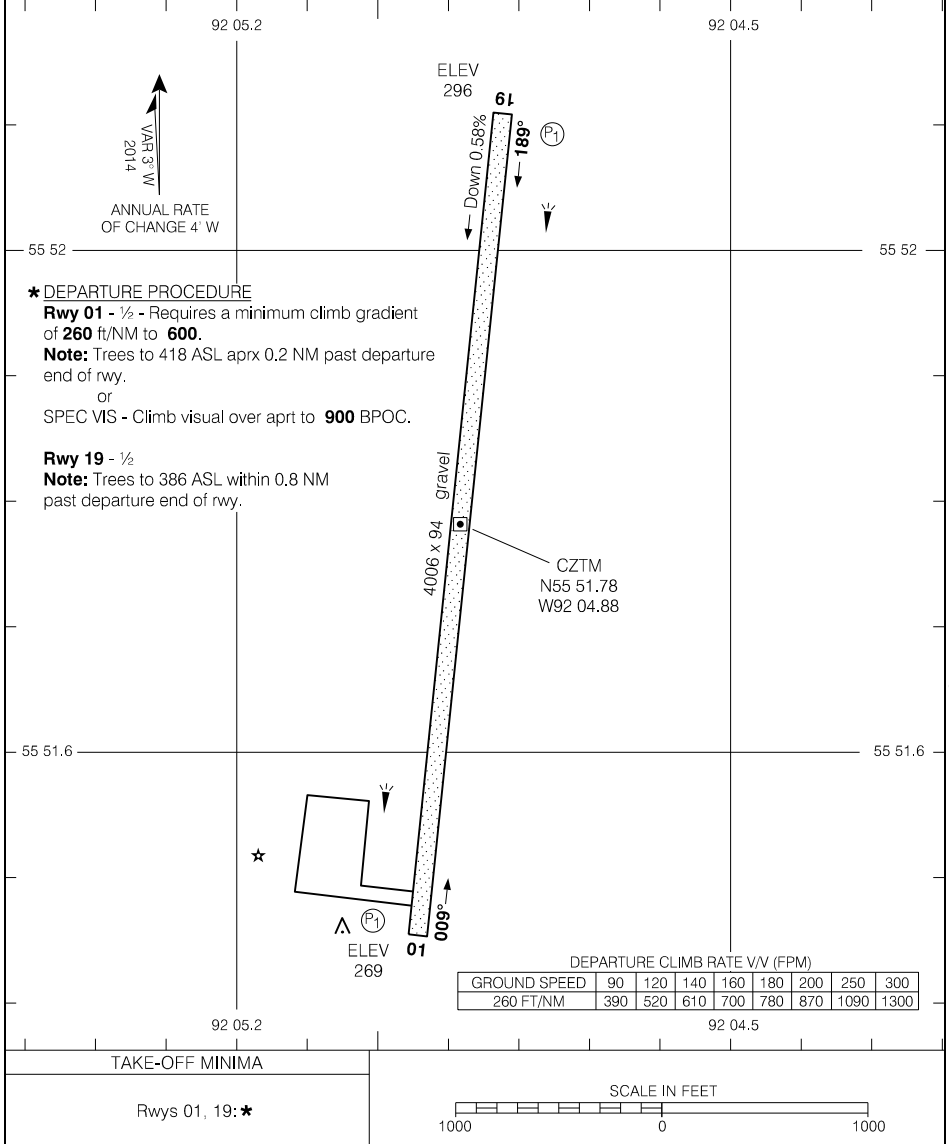 92 05.2
92 04.5
ELEV
296
19
Down 0.58%
189°
P1
VAR 3° W
2014
ANNUAL RATE
OF CHANGE 4' W
55 52
55 52
* DEPARTURE PROCEDURE
Rwy 01 - ½ - Requires a minimum climb gradient
of 260 ft/NM to 600.
Note: Trees to 418 ASL aprx 0.2 NM past departure
end of rwy.
or
SPEC VIS - Climb visual over aprt to 900 BPOC.
Rwy 19 - ½
Note: Trees to 386 ASL within 0.8 NM
past departure end of rwy.
4006 x 94 gravel
CZTM
N55 51.78
W92 04.88
55 51.6
55 51.6
P1
ELEV
269
01
009°
DEPARTURE CLIMB RATE V/V (FPM)
GROUND SPEED 90 120 140 160 180 200 250 300
260 FT/NM 390 520 610 700 780 870 1090 1300
92 05.2
92 04.5
TAKE-OFF MINIMA
Rwys 01, 19: *
SCALE IN FEET
1000 0 1000